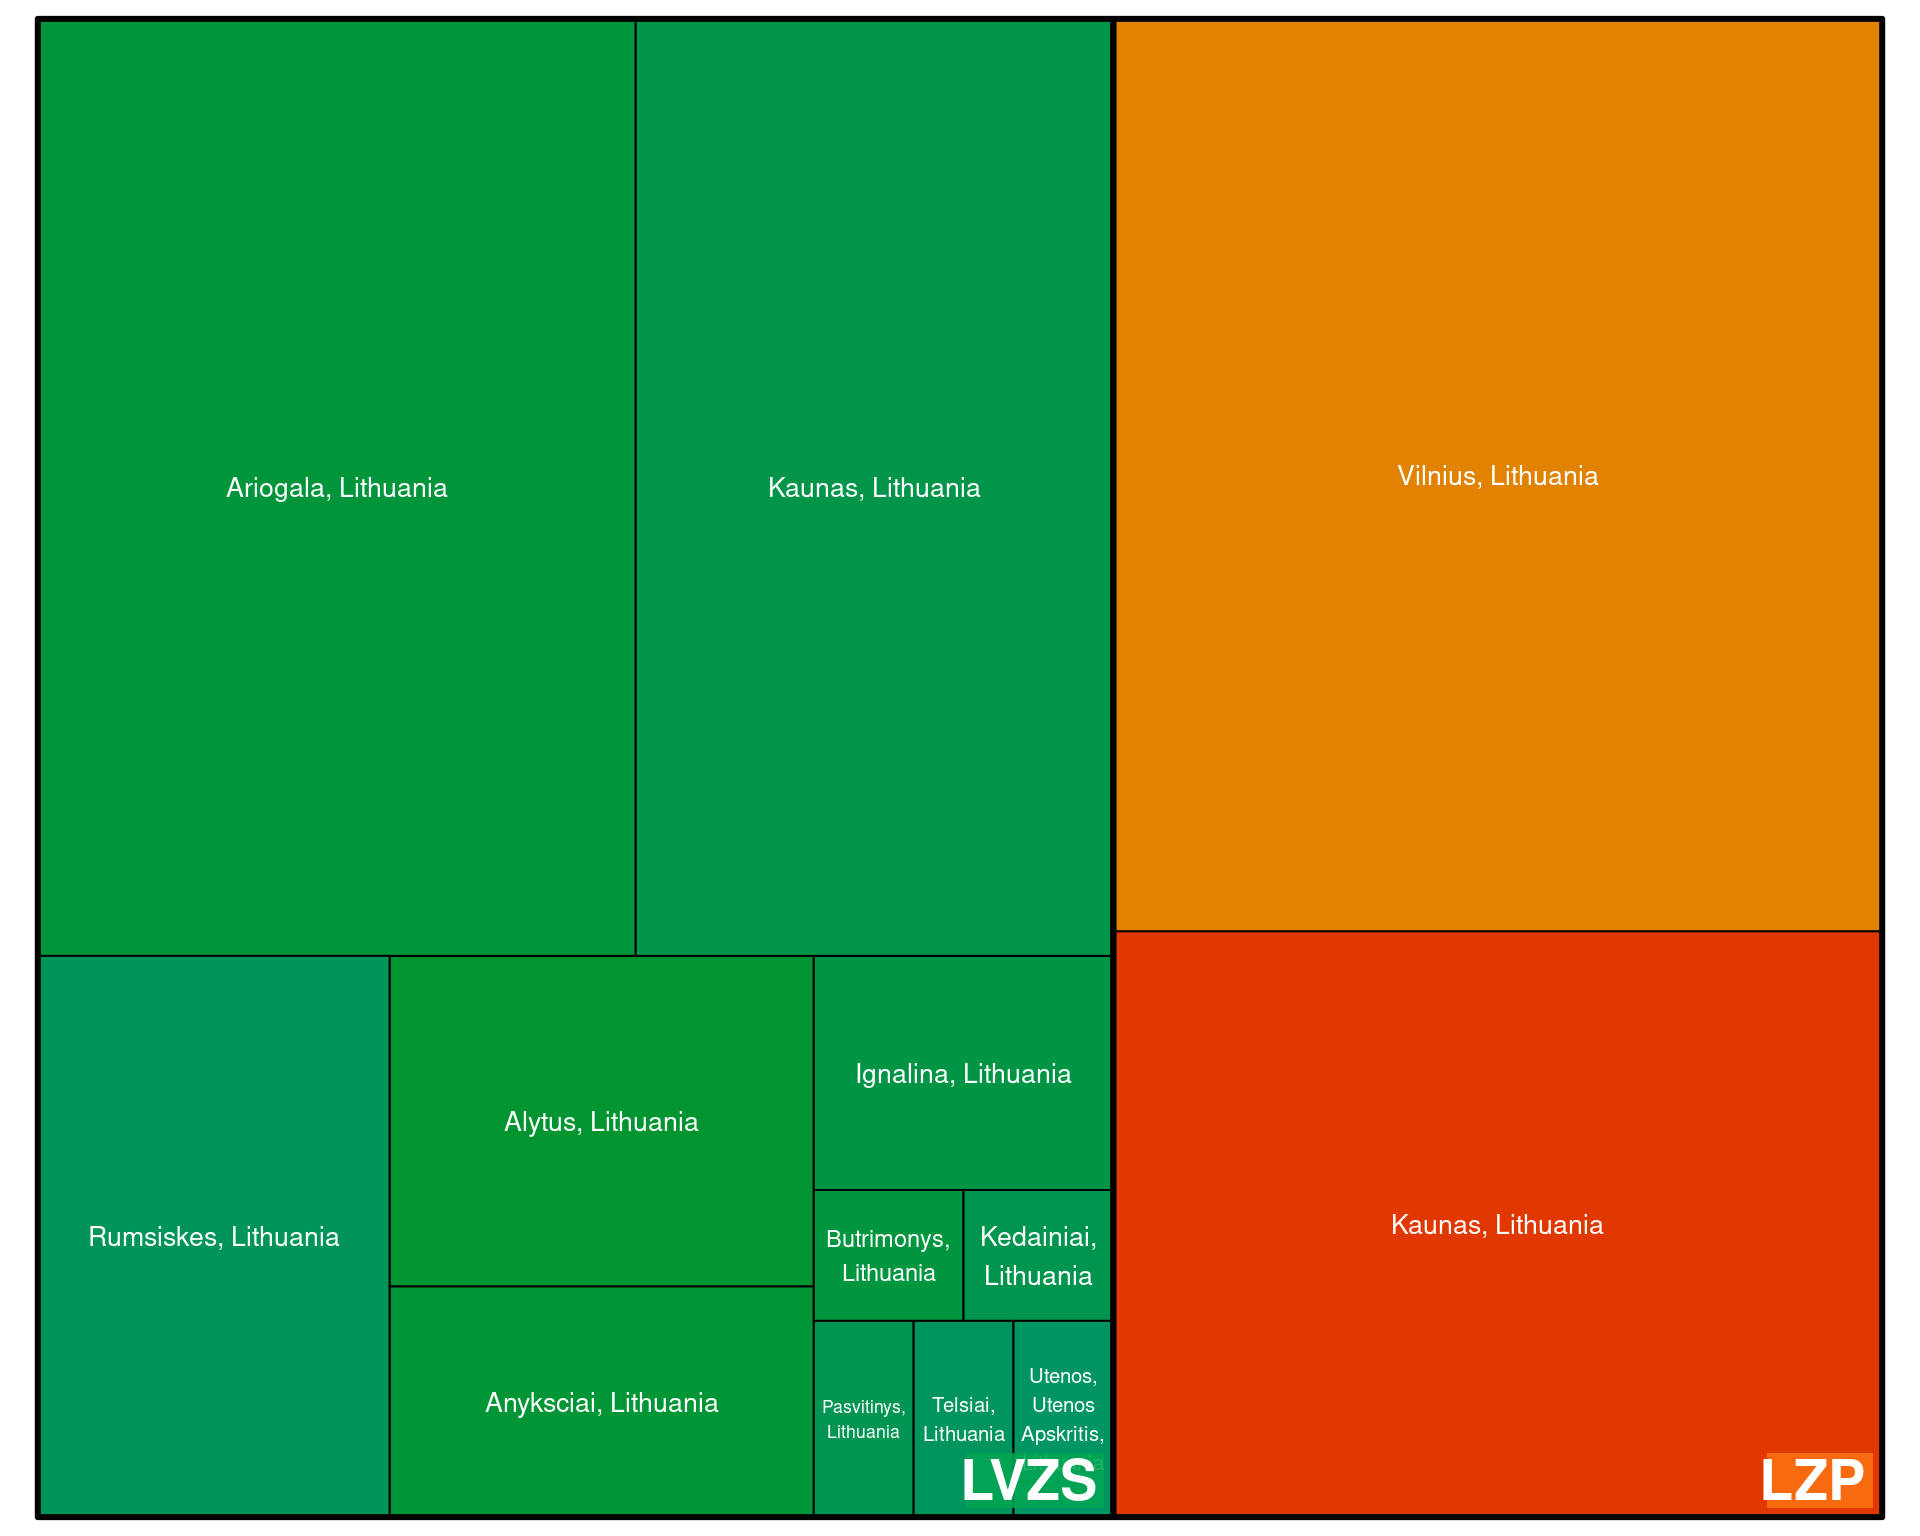 Ariogala, Lithuania
Kaunas, Lithuania
Vilnius, Lithuania
Rumsiskes, Lithuania
Alytus, Lithuania
Anyksciai, Lithuania
Ignalina, Lithuania
Butrimonys,
Lithuania
Kedainiai,
Lithuania
Pasvitinys,
Lithuania
Telsiai,
Lithuania
Utenos,
Utenos
Apskritis,
LVZS
Kaunas, Lithuania
LZP